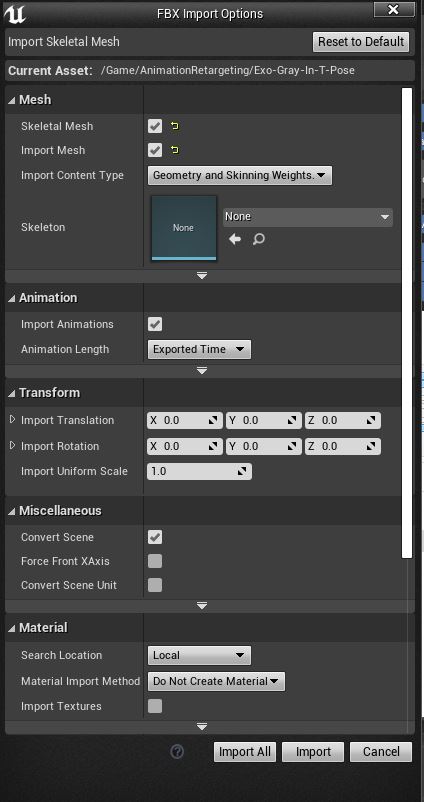 FBX Import Options
Import Skeletal Mesh Reset to Default
Current Asset: /Game/AnimationRetargeting/Exo-Gray-In-T-Pose
Mesh
Skeletal Mesh
Import Mesh
Import Content Type Geometry and Skinning Weights.
Skeleton None None
Animation
Import Animations
Animation Length Exported Time
Transform
Import Translation X 0.0 Y 0.0 Z 0.0
Import Rotation X 0.0 Y 0.0 Z 0.0
Import Uniform Scale 1.0
Miscellaneous
Convert Scene
Force Front XAxis
Convert Scene Unit
Material
Search Location Local
Material Import Method Do Not Create Material
Import Textures
? Import All Import Cancel